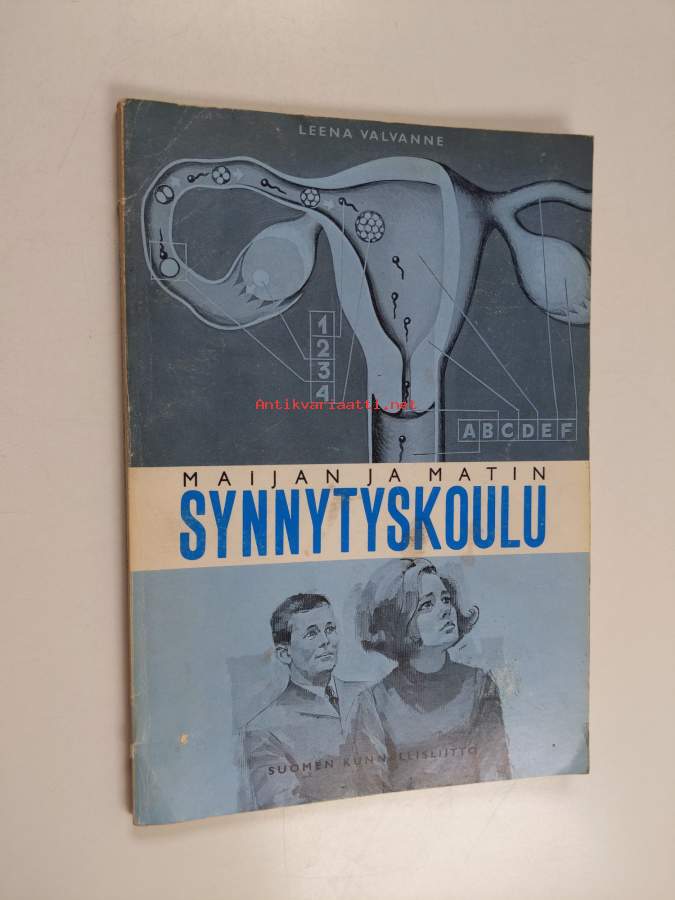 LEENA VALVANNE
1
2
3
4
Antikvariaatti.net
ABCDEF
MAIJAN JA MATIN
SYNNYTYSKOULU
SUOMEN KUNNALLISLIITTO